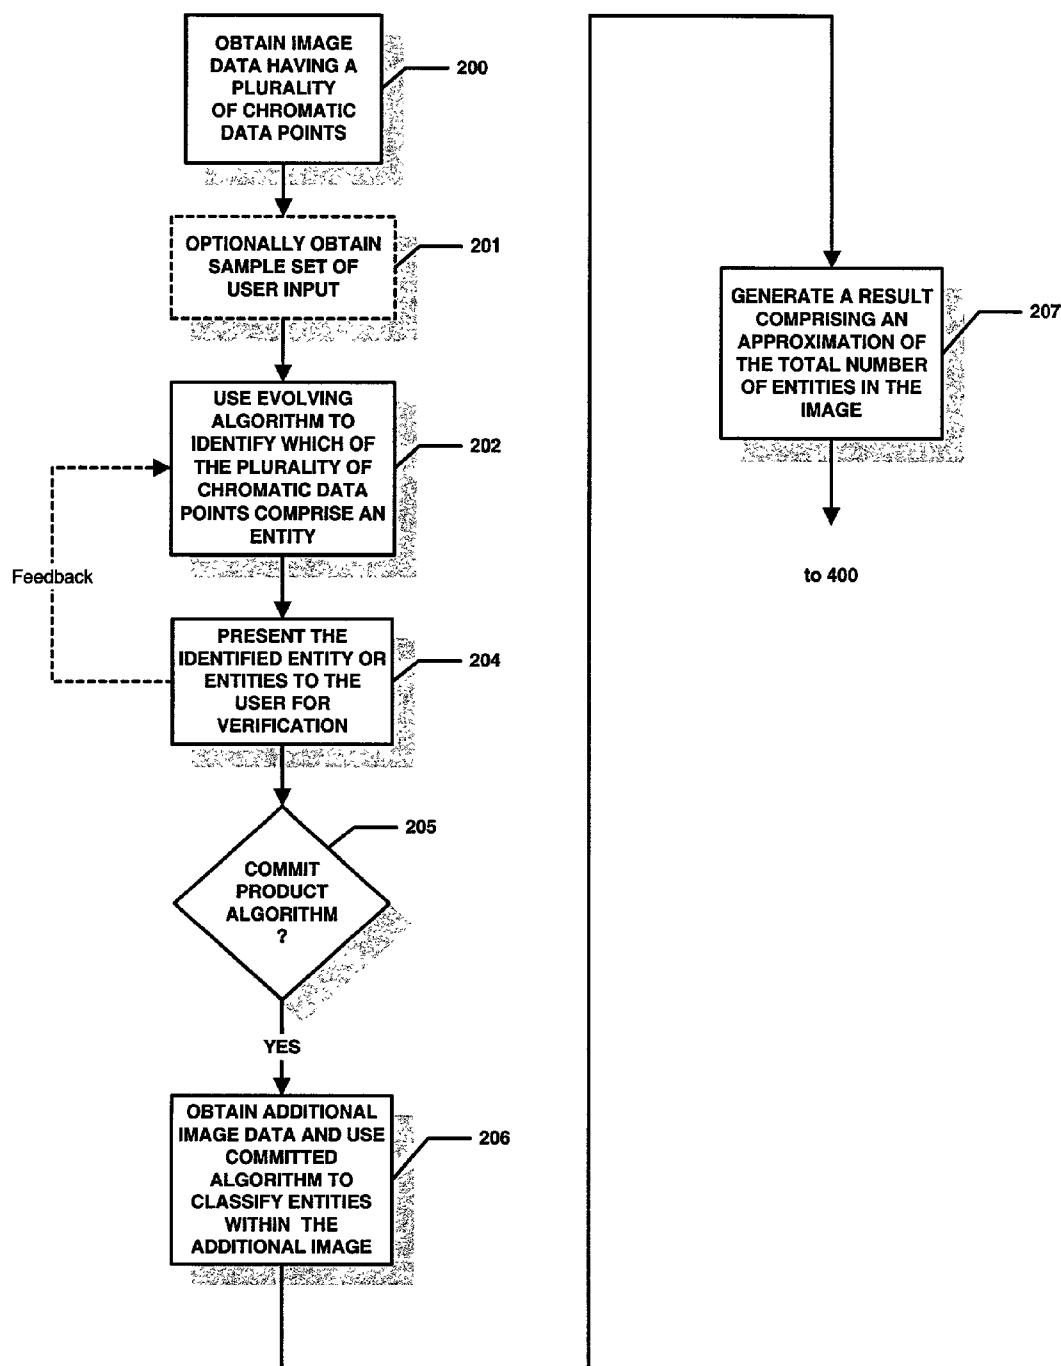 OBTAIN IMAGE
DATA HAVING A
PLURALITY
OF CHROMATIC
DATA POINTS
200
OPTIONALLY OBTAIN
SAMPLE SET OF
USER INPUT
201
USE EVOLVING
ALGORITHM TO
IDENTIFY WHICH OF
THE PLURALITY OF
CHROMATIC DATA
POINTS COMPRISE AN
ENTITY
202
Feedback
PRESENT THE
IDENTIFIED ENTITY OR
ENTITIES TO THE
USER FOR
VERIFICATION
204
COMMIT
PRODUCT
ALGORITHM
?
205
YES
OBTAIN ADDITIONAL
IMAGE DATA AND USE
COMMITTED
ALGORITHM TO
CLASSIFY ENTITIES
WITHIN THE
ADDITIONAL IMAGE
206
GENERATE A RESULT
COMPRISING AN
APPROXIMATION OF
THE TOTAL NUMBER
OF ENTITIES IN THE
IMAGE
207
to 400